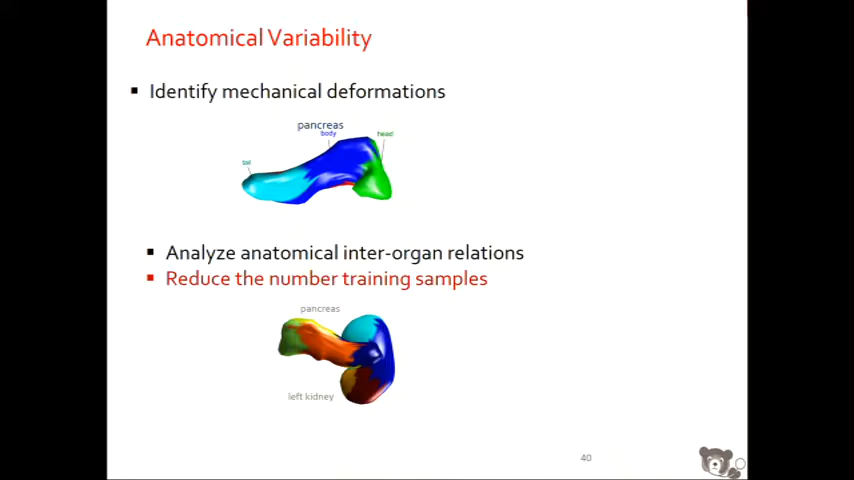 Anatomical Variability
Identify mechanical deformations
pancreas
body
head
tail
Analyze anatomical inter-organ relations
Reduce the number training samples
pancreas
left kidney
40